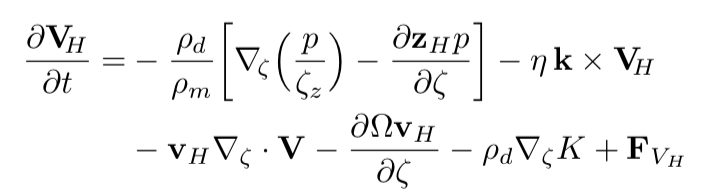 ∂V_H/∂t = − ρ_d/ρ_m [∇_ζ(p/ζ_z) − ∂z_H p/∂ζ] − η k × V_H
− v_H ∇_ζ · V − ∂Ωv_H/∂ζ − ρ_d ∇_ζ K + F_{V_H}